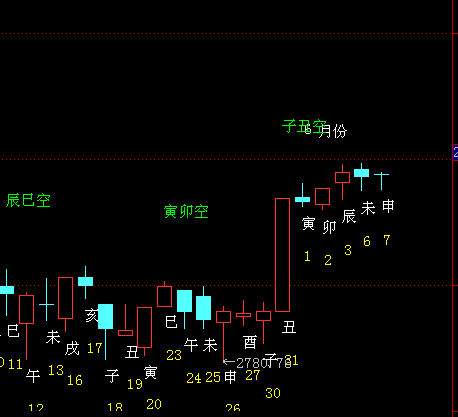 子丑空
6 月份
辰巳空
寅卯空
寅 卯 辰 未 申
1 2 3 6 7
巳 午 未 戌 亥 子 丑 寅 巳 午 未 申 酉 子 丑
11 12 13 16 17 18 19 20 23 24 25 26 27 30 31
←2780.78
2